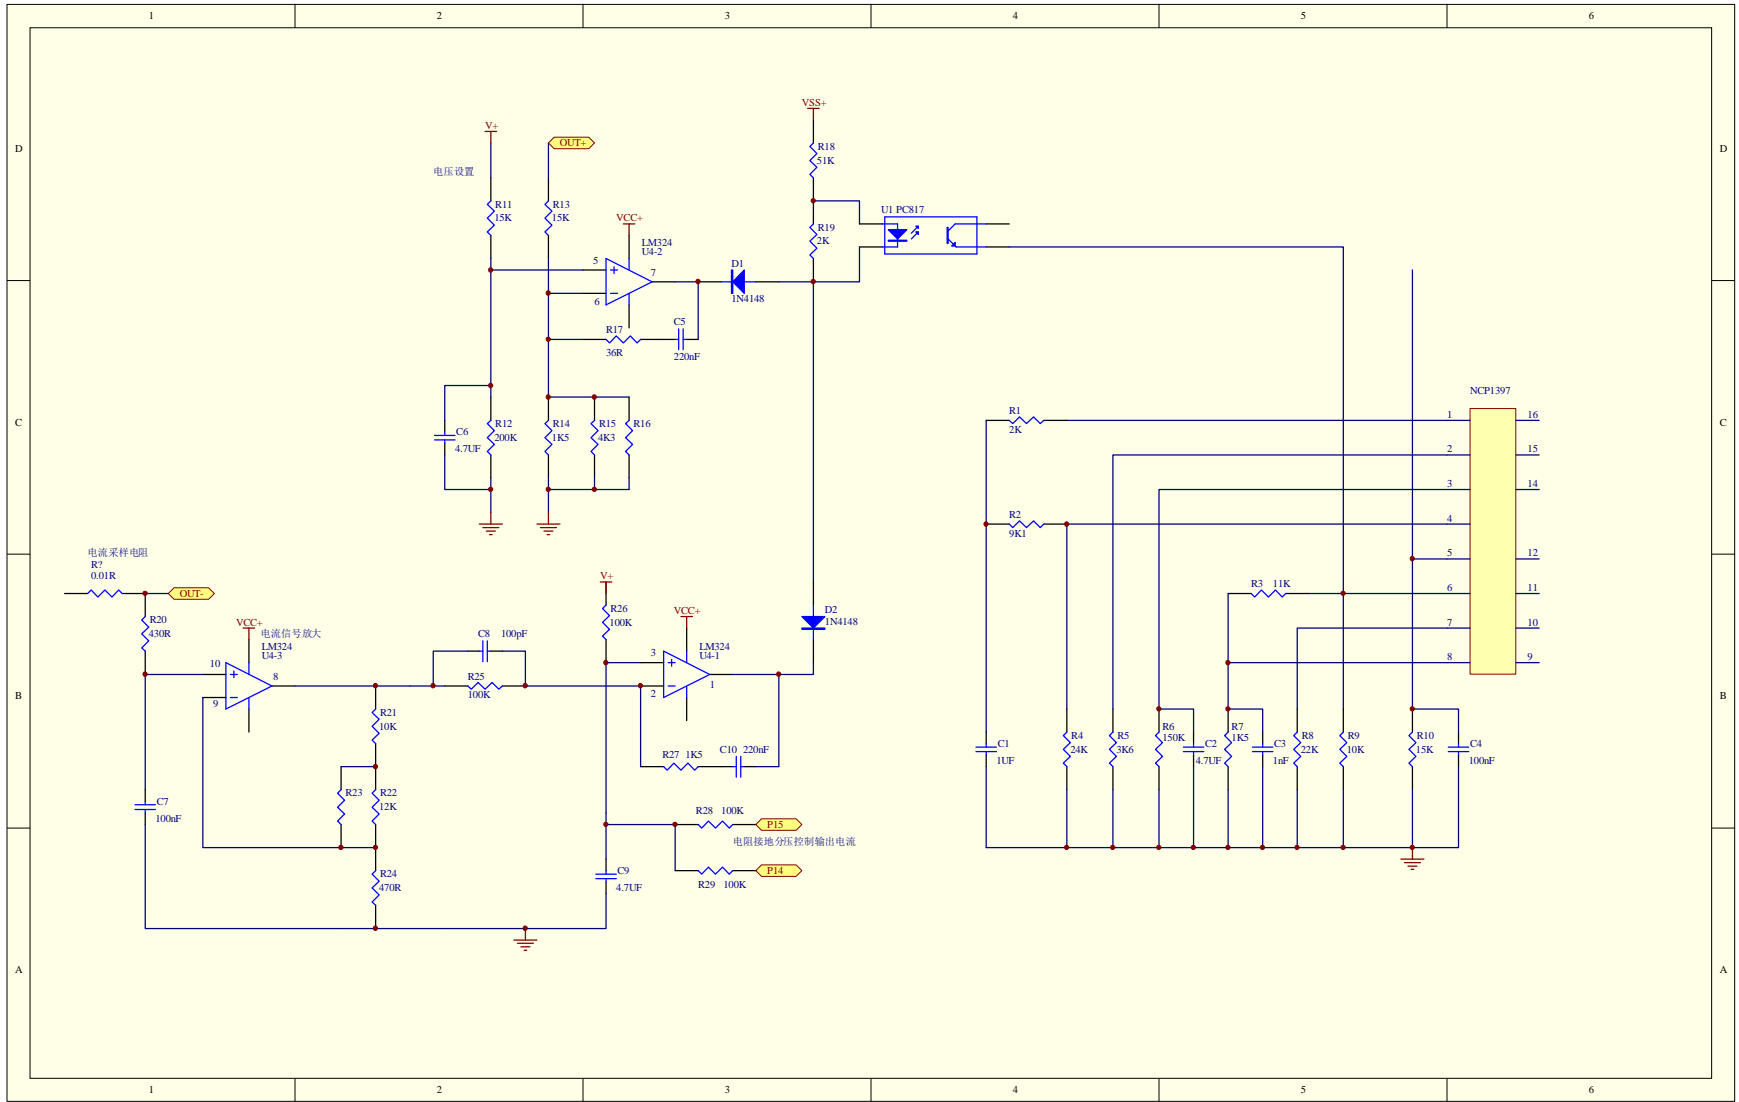 1 2 3 4 5 6
VSS+
V+
OUT+
D D
R18
51K
电压设置
R11
15K
R13
15K
U1 PC817
VCC+
R19
2K
LM324
U4-2
5
7
6
D1
1N4148
R17
36R
C5
220nF
NCP1397
R1
2K
1 16
C C
R12
200K
R14
1K5
R15
4K3
R16
C6
4.7UF
2 15
3 14
R2
9K1
4
电流采样电阻
R?
0.01R
5 12
V+
R3 11K
6 11
OUT-
R20
430R
VCC+
电流信号放大
LM324
U4-3
R26
100K
VCC+
D2
1N4148
7 10
C8 100pF
LM324
U4-1
10
8
9
3
1
2
8 9
R25
100K
B B
R21
10K
R4
24K
R5
3K6
R6
150K
C2
4.7UF
R7
1K5
C3
1nF
R8
22K
R9
10K
R10
15K
C4
100nF
C1
1UF
R27 1K5
C10 220nF
R23
R22
12K
C7
100nF
R28 100K
P15
电阻接地分压控制输出电流
R24
470R
C9
4.7UF
P14
R29 100K
A A
1 2 3 4 5 6